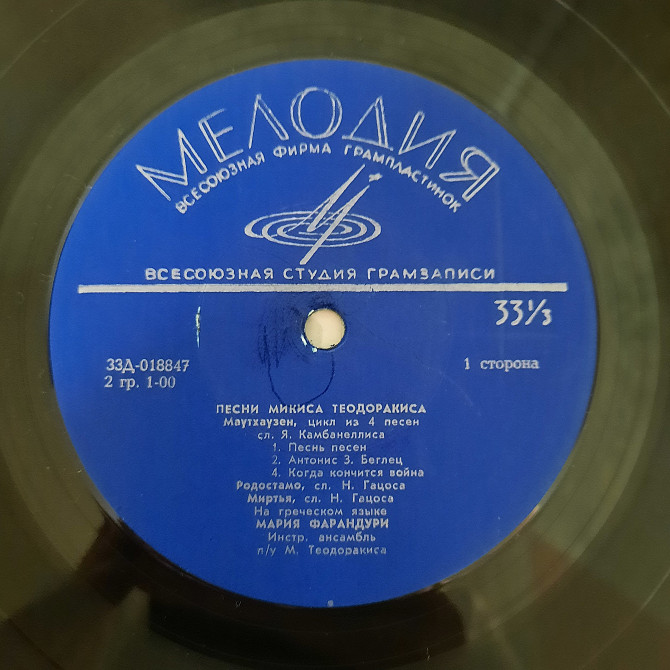 МЕЛОДИЯ
ВСЕСОЮЗНАЯ ФИРМА ГРАМПЛАСТИНОК
ВСЕСОЮЗНАЯ СТУДИЯ ГРАМЗАПИСИ
33⅓
33Д-018847
1 сторона
2 гр. 1-00
ПЕСНИ МИКИСА ТЕОДОРАКИСА
Маутхаузен, цикл из 4 песен
сл. Я. Камбанеллиса
1. Песнь песен
2. Антонис 3. Беглец
4. Когда кончится война
Родостамо, сл. Н. Гацоса
Миртья, сл. Н. Гацоса
На греческом языке
МАРИЯ ФАРАНДУРИ
Инстр. ансамбль
п/у М. Теодоракиса